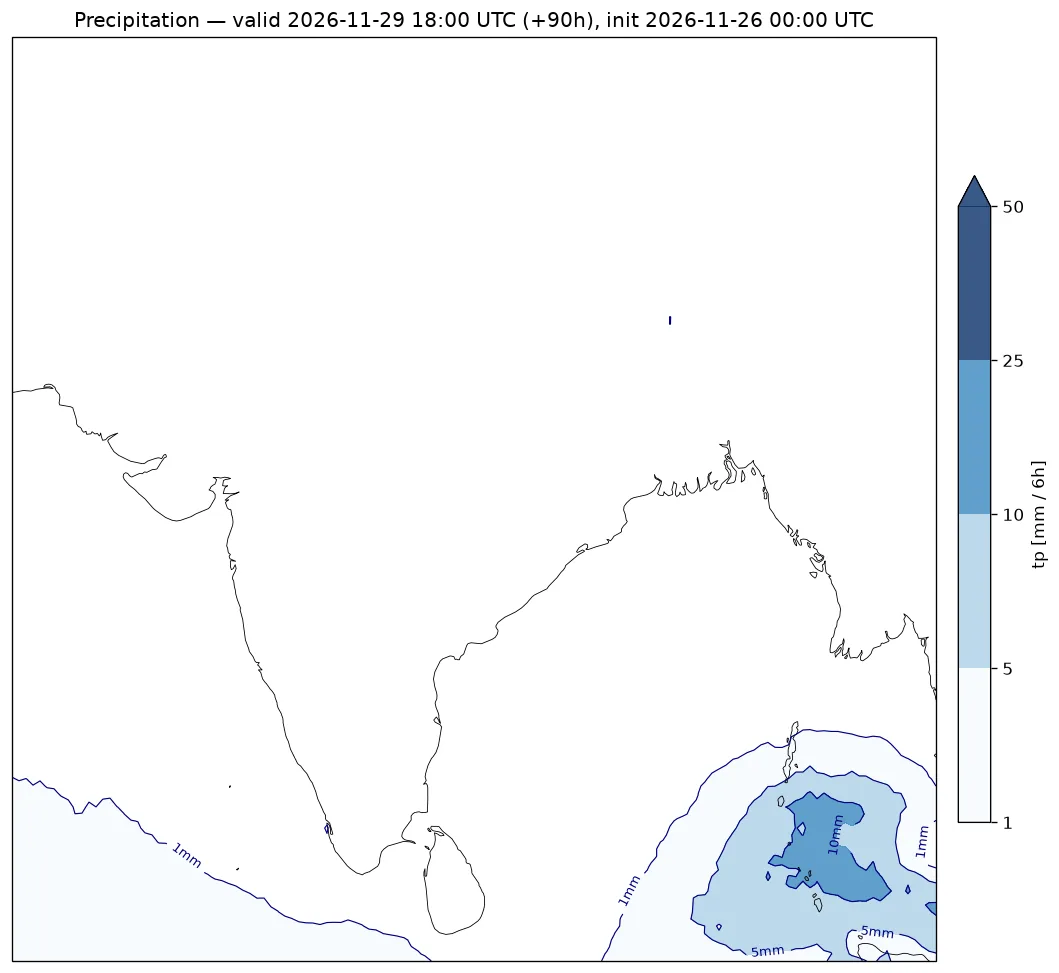 Precipitation — valid 2026-11-29 18:00 UTC (+90h), init 2026-11-26 00:00 UTC
50
25
10
5
1
tp [mm / 6h]
1mm
1mm
10mm
1mm
5mm
5mm